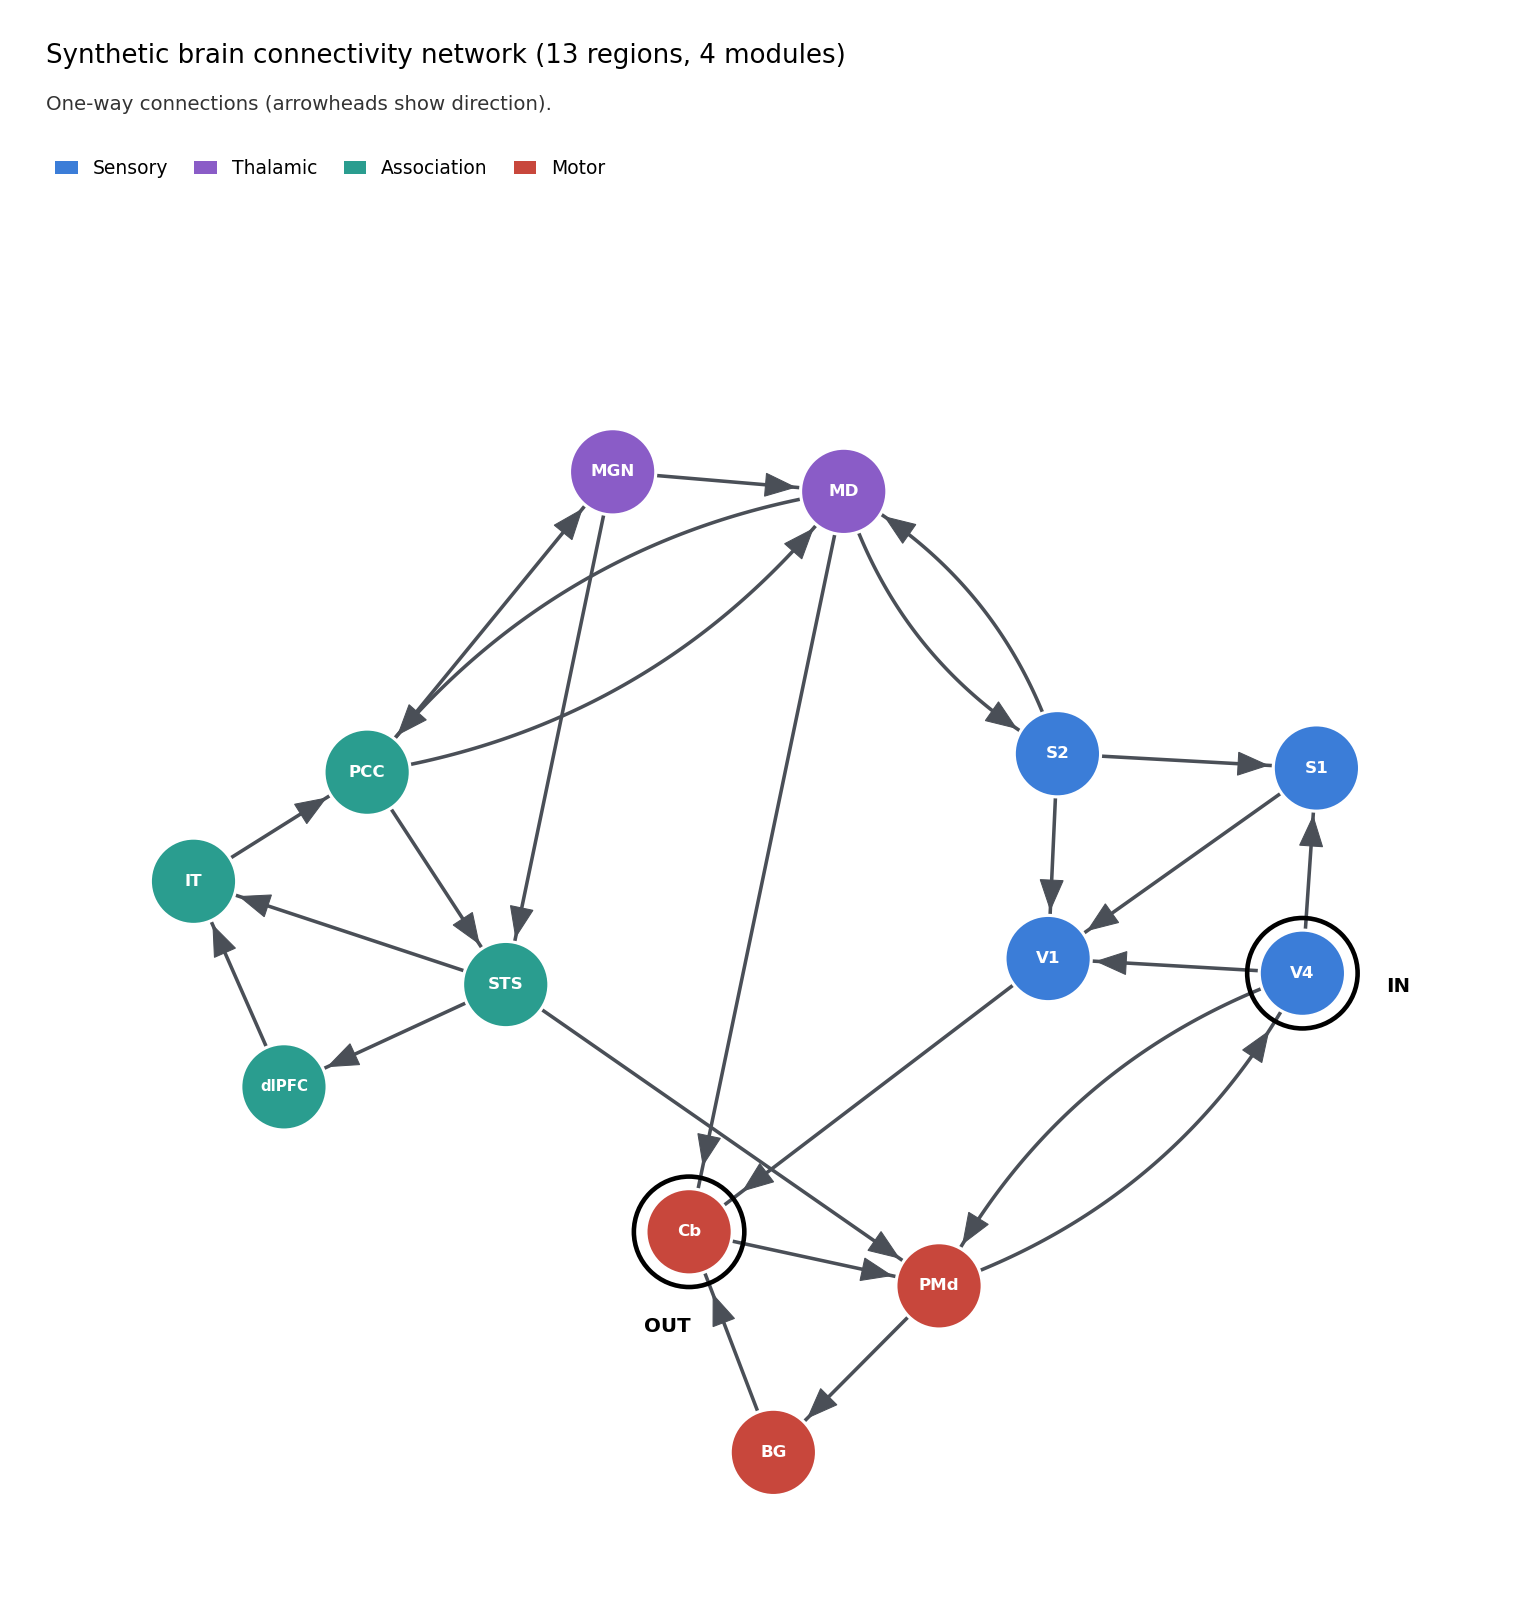 Synthetic brain connectivity network (13 regions, 4 modules)
One-way connections (arrowheads show direction).
Sensory Thalamic Association Motor
MGN
MD
S2
S1
PCC
IT
V1
V4
IN
STS
dlPFC
Cb
PMd
OUT
BG